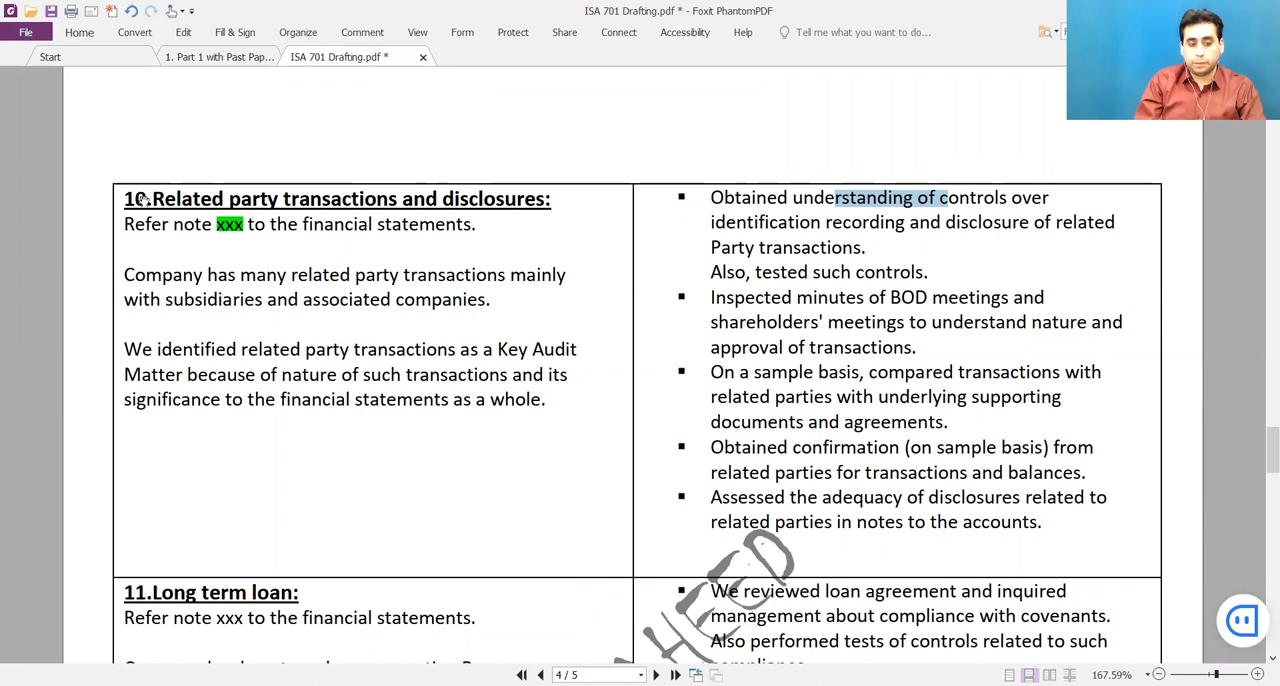 ISA 701 Drafting.pdf * - Foxit PhantomPDF
File Home Convert Edit Fill & Sign Organize Comment View Form Protect Share Connect Accessibility Help Tell me what you want to do...
Start 1. Part 1 with Past Pap... ISA 701 Drafting.pdf *
10.Related party transactions and disclosures:
Refer note xxx to the financial statements.
Company has many related party transactions mainly
with subsidiaries and associated companies.
We identified related party transactions as a Key Audit
Matter because of nature of such transactions and its
significance to the financial statements as a whole.
▪ Obtained understanding of controls over
identification recording and disclosure of related
Party transactions.
Also, tested such controls.
▪ Inspected minutes of BOD meetings and
shareholders' meetings to understand nature and
approval of transactions.
▪ On a sample basis, compared transactions with
related parties with underlying supporting
documents and agreements.
▪ Obtained confirmation (on sample basis) from
related parties for transactions and balances.
▪ Assessed the adequacy of disclosures related to
related parties in notes to the accounts.
11.Long term loan:
Refer note xxx to the financial statements.
▪ We reviewed loan agreement and inquired
management about compliance with covenants.
Also performed tests of controls related to such
HEED
4 / 5
167.59%